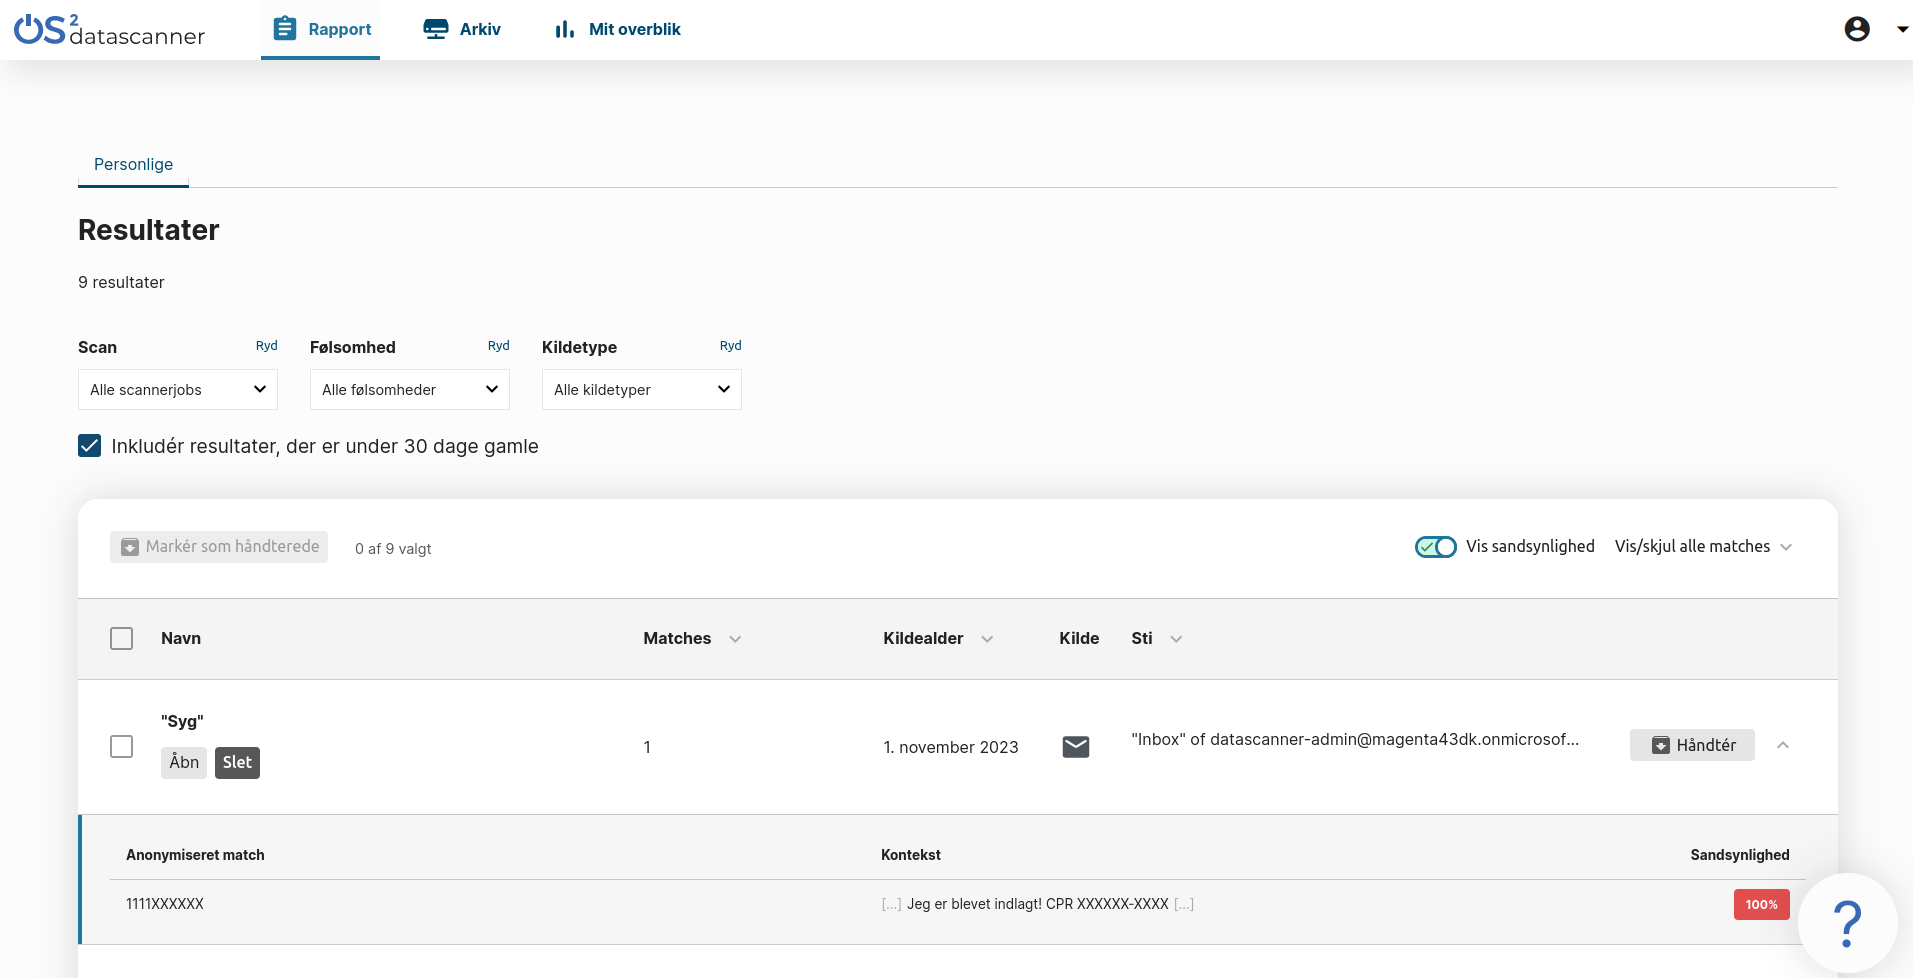 OS2datascanner
Rapport
Arkiv
Mit overblik
Personlige
Resultater
9 resultater
Scan Ryd Følsomhed Ryd Kildetype Ryd
Alle scannerjobs Alle følsomheder Alle kildetyper
Inkludér resultater, der er under 30 dage gamle
Markér som håndterede 0 af 9 valgt Vis sandsynlighed Vis/skjul alle matches
Navn Matches Kildealder Kilde Sti
"Syg"
Åbn Slet 1 1. november 2023 "Inbox" of datascanner-admin@magenta43dk.onmicrosof... Håndtér
Anonymiseret match Kontekst Sandsynlighed
1111XXXXXX [...] Jeg er blevet indlagt! CPR XXXXXX-XXXX [...] 100%
?